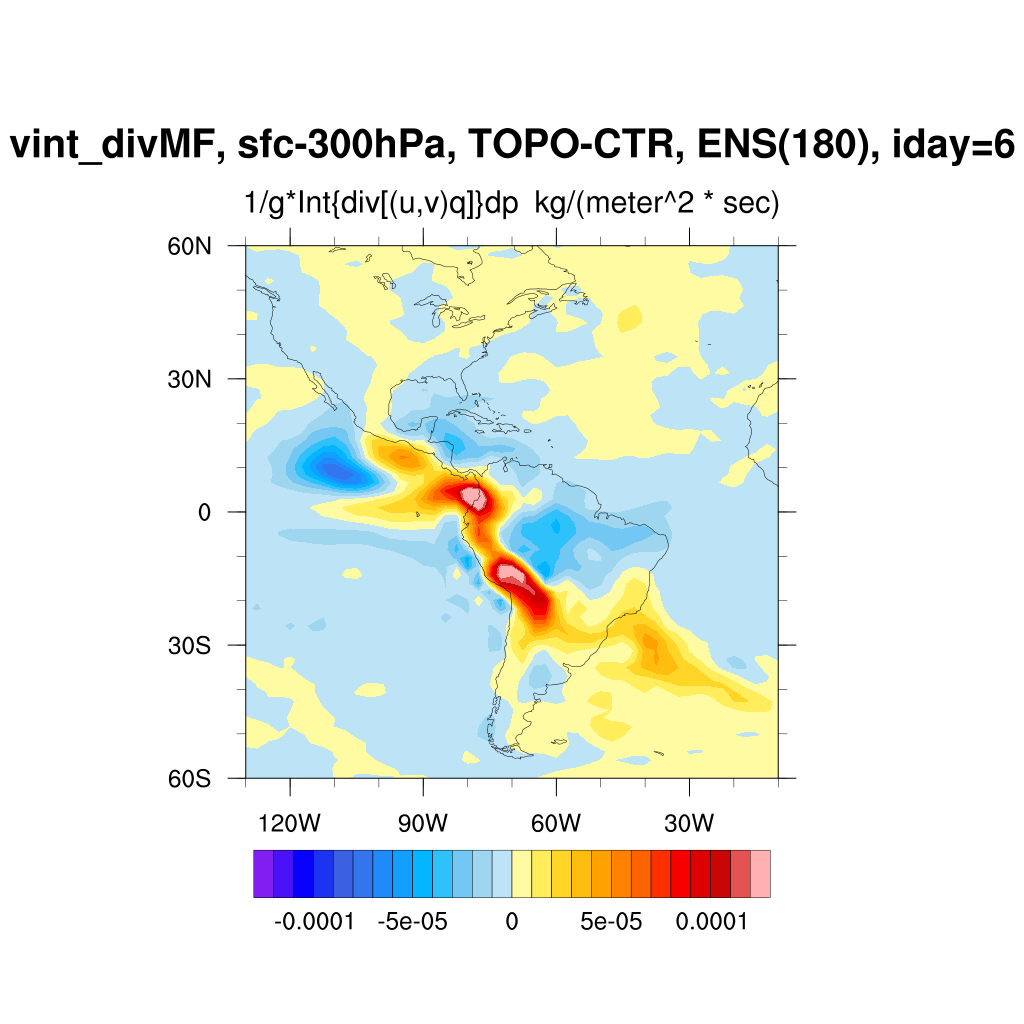 vint_divMF, sfc-300hPa, TOPO-CTR, ENS(180), iday=6
1/g*Int{div[(u,v)q]}dp  kg/(meter^2 * sec)
60N
30N
0
30S
60S
120W 90W 60W 30W
-0.0001 -5e-05 0 5e-05 0.0001